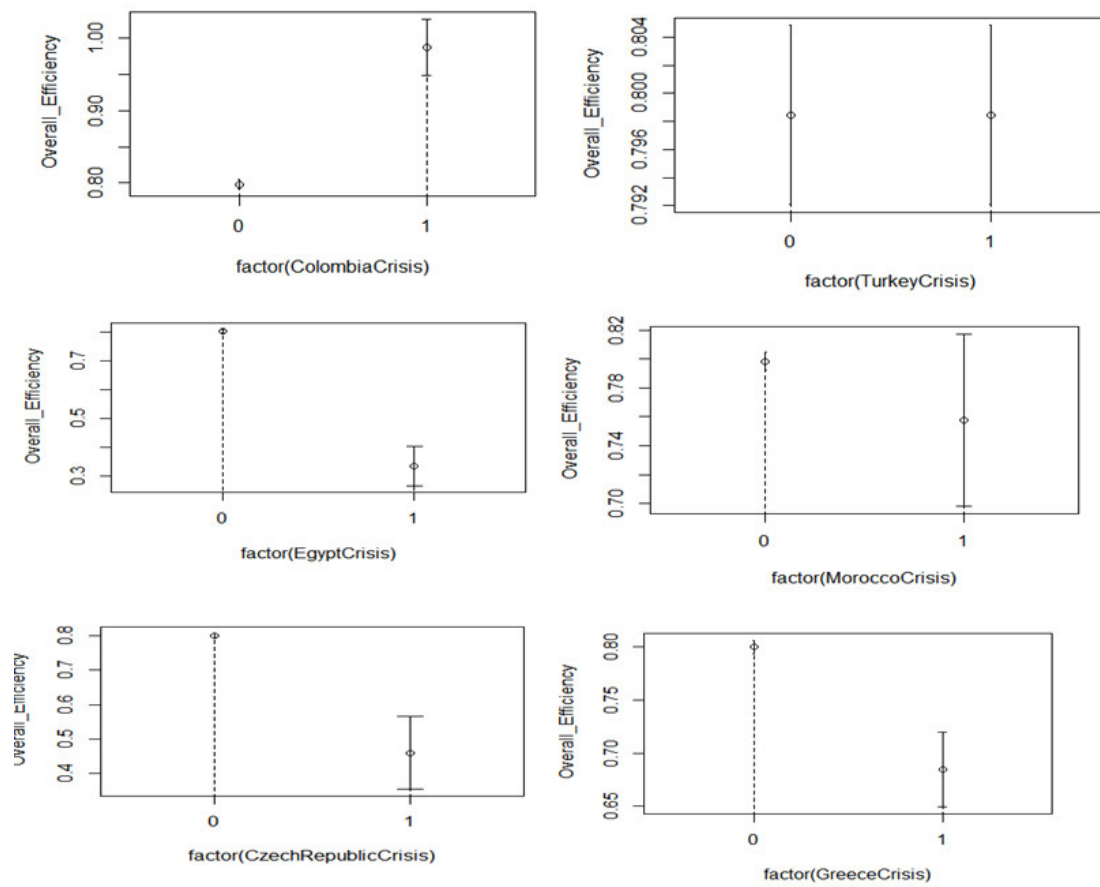 Overall_Efficiency
1.00
0.90
0.80
0
1
factor(ColombiaCrisis)
Overall_Efficiency
0.804
0.800
0.796
0.792
0
1
factor(TurkeyCrisis)
Overall_Efficiency
0.7
0.5
0.3
0
1
factor(EgyptCrisis)
Overall_Efficiency
0.82
0.78
0.74
0.70
0
1
factor(MoroccoCrisis)
Overall_Efficiency
0.8
0.7
0.6
0.5
0.4
0
1
factor(CzechRepublicCrisis)
Overall_Efficiency
0.80
0.75
0.70
0.65
0
1
factor(GreeceCrisis)